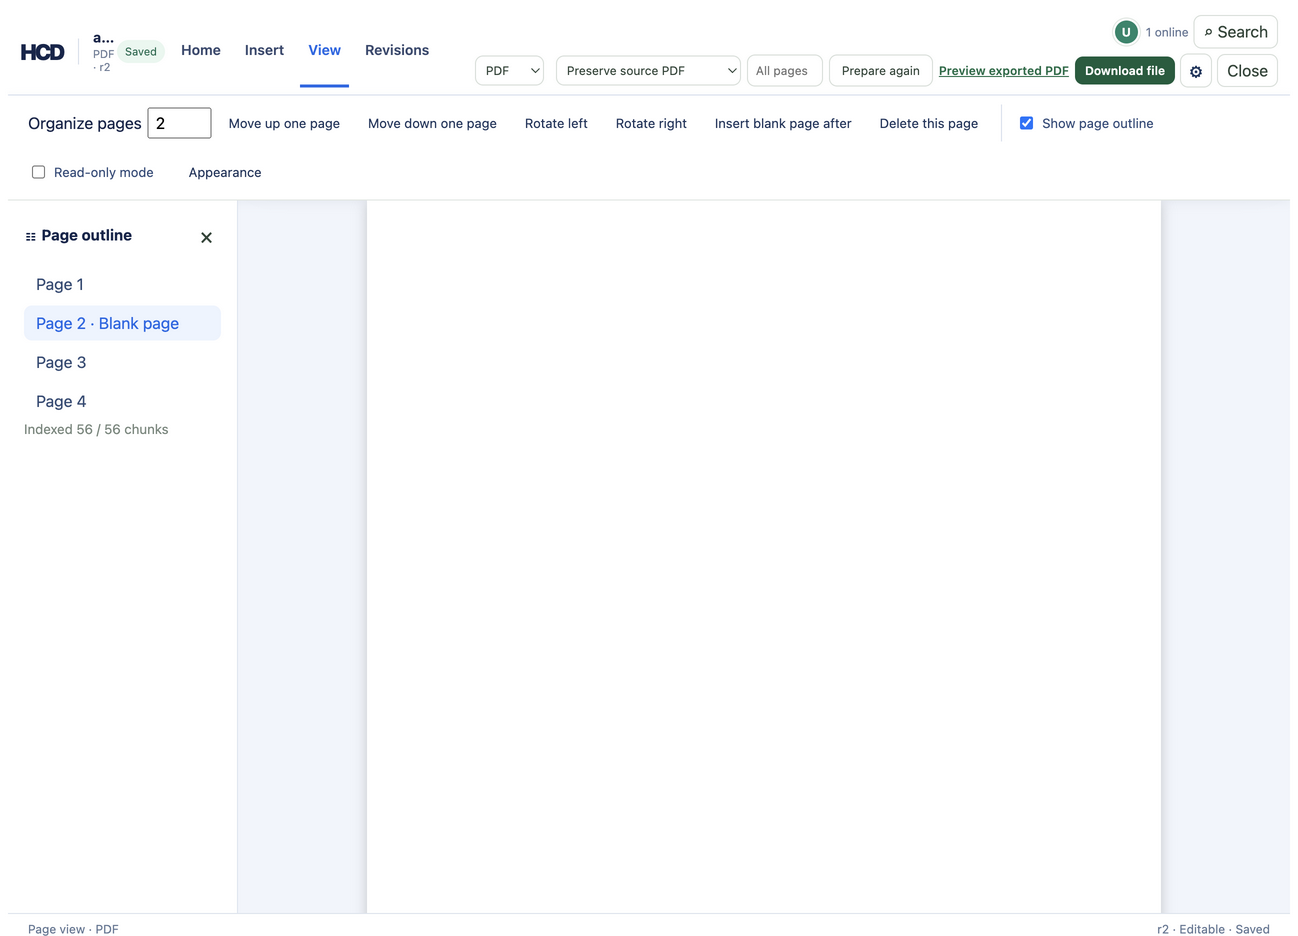 HCD
a...
PDF
· r2
Saved
Home
Insert
View
Revisions
U
1 online
Search
PDF
Preserve source PDF
All pages
Prepare again
Preview exported PDF
Download file
Close
Organize pages
2
Move up one page
Move down one page
Rotate left
Rotate right
Insert blank page after
Delete this page
Show page outline
Read-only mode
Appearance
Page outline
Page 1
Page 2 · Blank page
Page 3
Page 4
Indexed 56 / 56 chunks
Page view · PDF
r2 · Editable · Saved